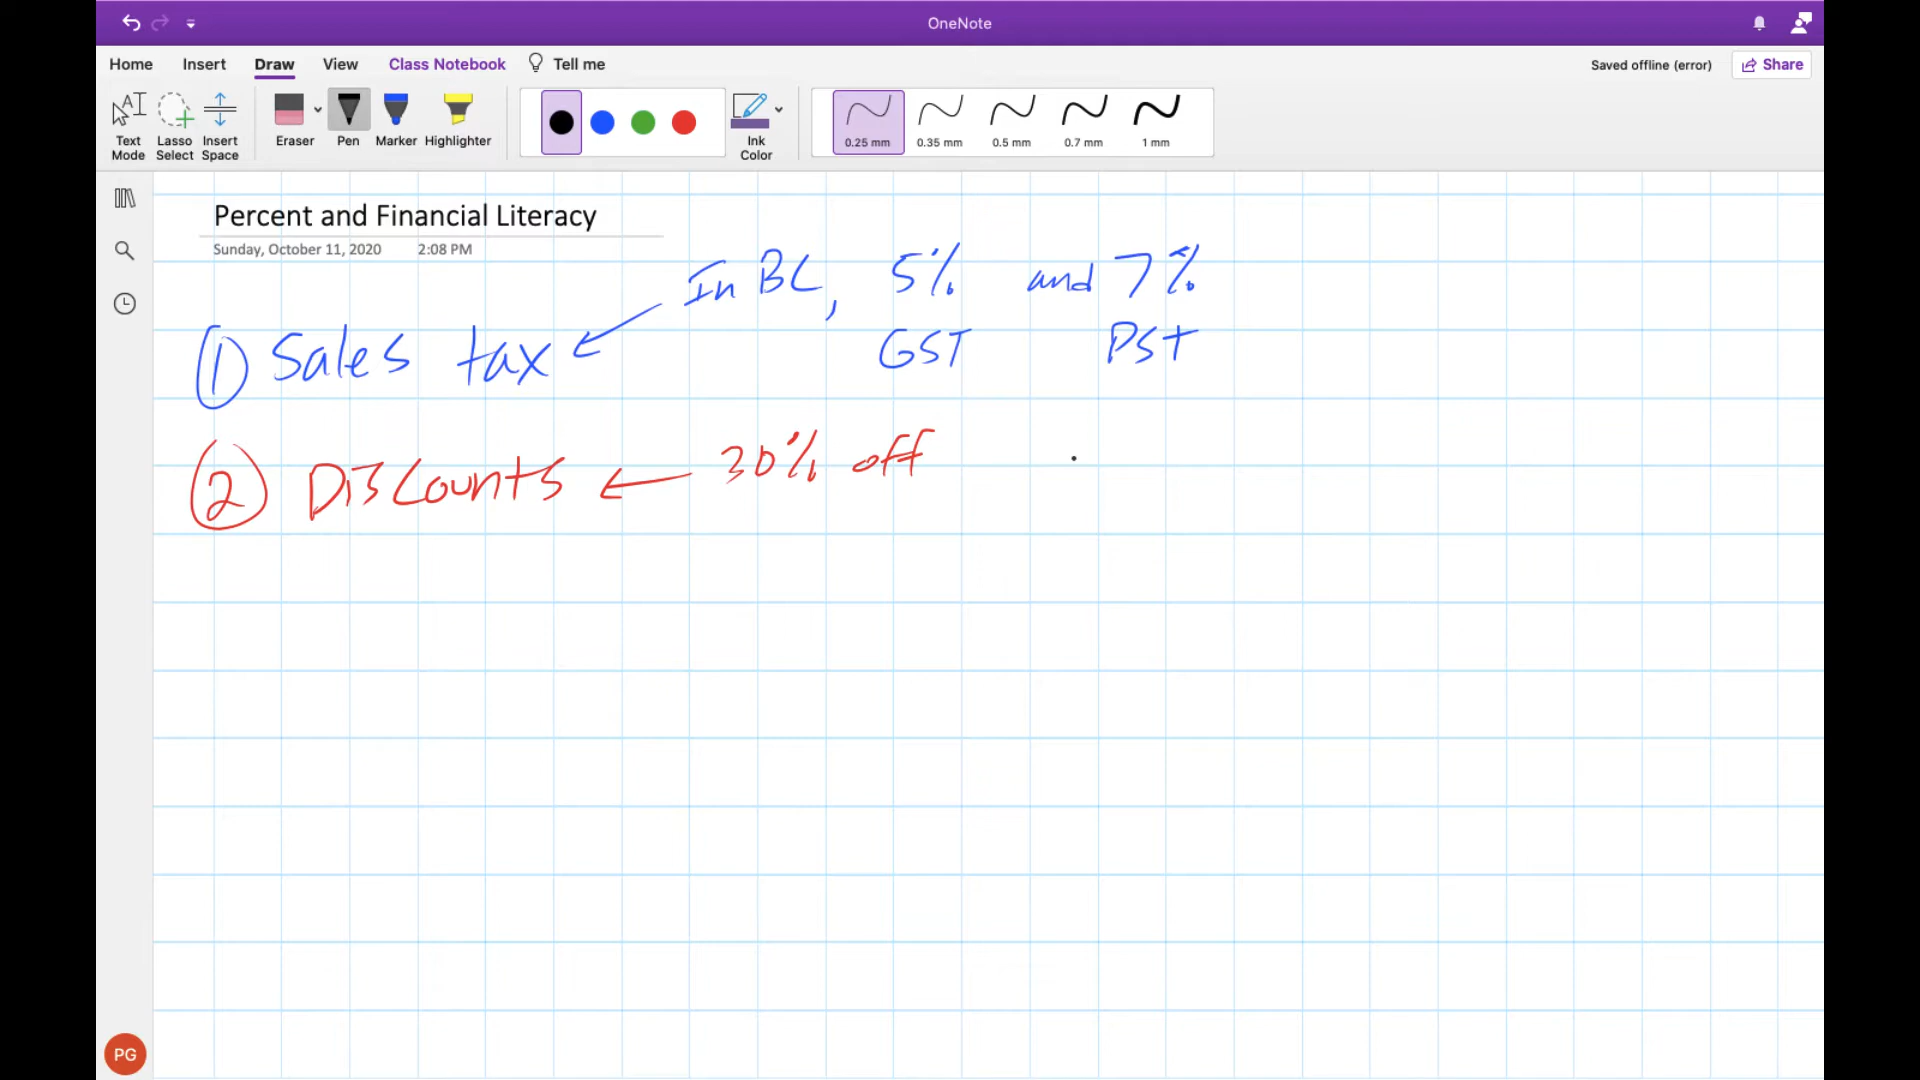 OneNote
Home Insert Draw View Class Notebook Tell me Saved offline (error) Share
Text Mode Lasso Select Insert Space Eraser Pen Marker Highlighter Ink Color 0.25 mm 0.35 mm 0.5 mm 0.7 mm 1 mm
Percent and Financial Literacy
Sunday, October 11, 2020 2:08 PM
In BC, 5% and 7%
GST PST
① Sales tax
② Discounts 30% off
PG